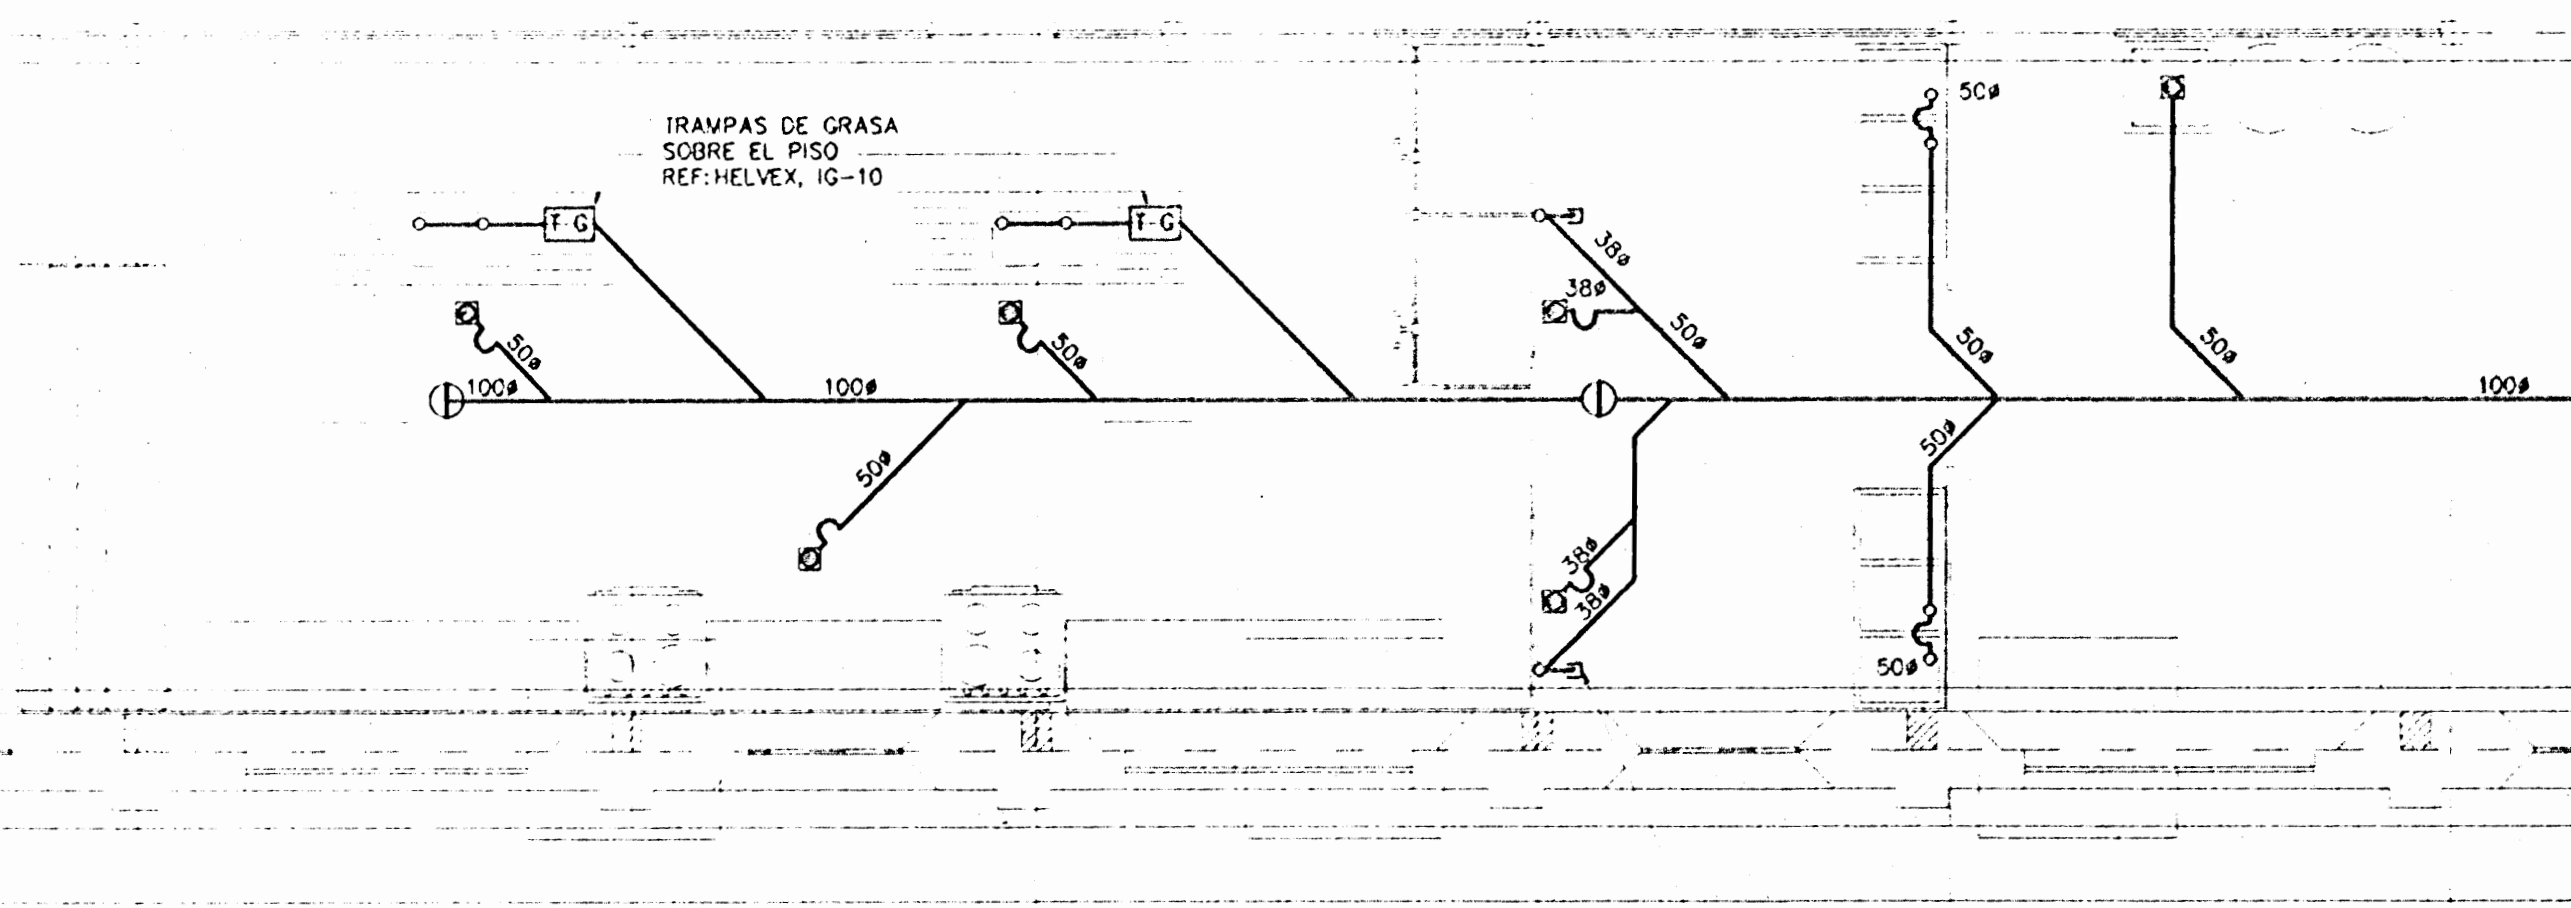 TRAMPAS DE GRASA
SOBRE EL PISO
REF: HELVEX, IG-10
T-G
T-G
50ø
100ø
100ø
50ø
50ø
38ø
38ø
50ø
38ø
38ø
50ø
50ø
50ø
50ø
50ø
100ø